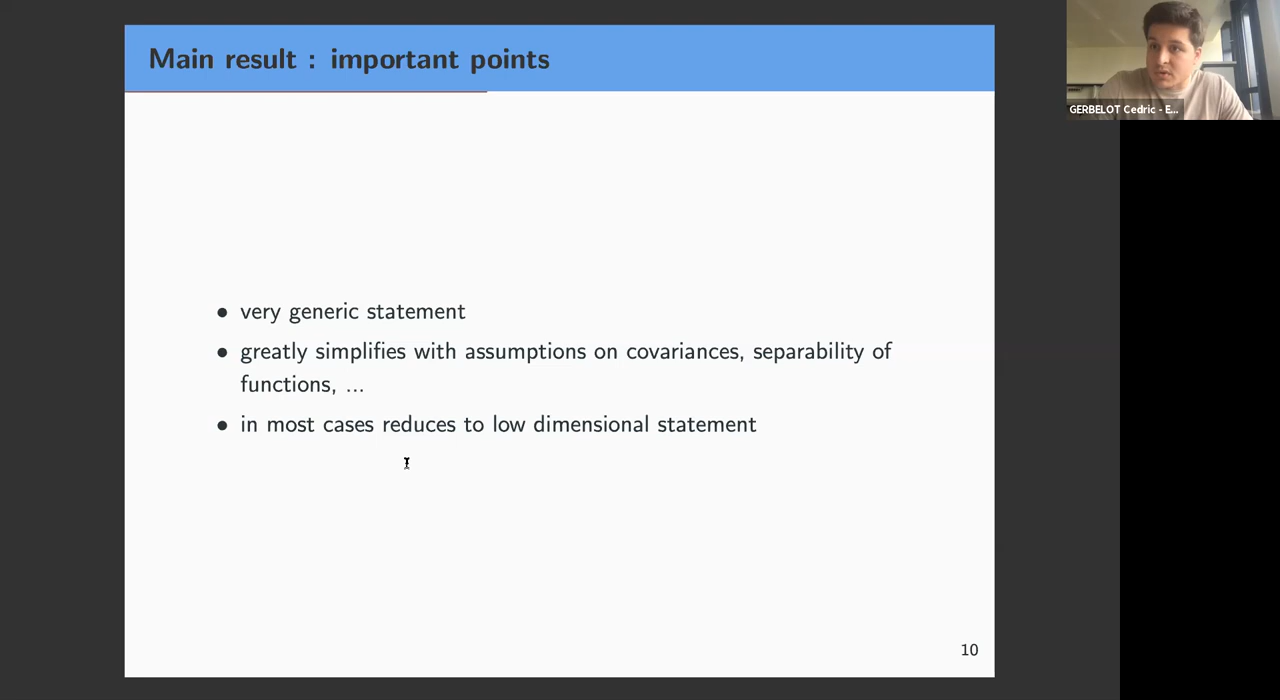 Main result : important points
GERBELOT Cedric - E...
• very generic statement
• greatly simplifies with assumptions on covariances, separability of
functions, ...
• in most cases reduces to low dimensional statement
10